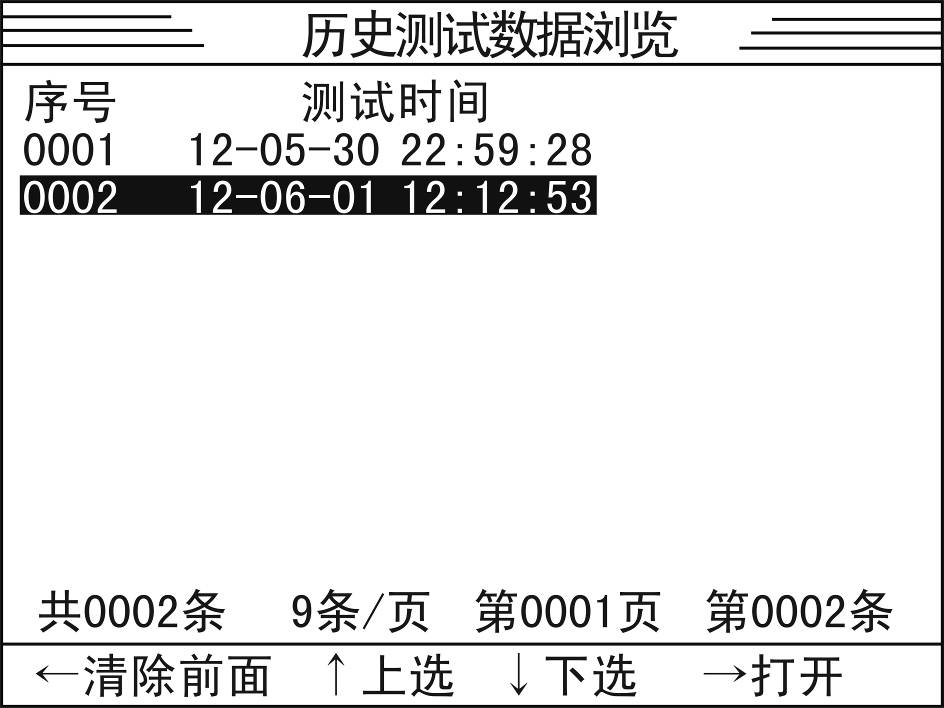 历史测试数据浏览
序号 测试时间
0001 12-05-30 22:59:28
0002 12-06-01 12:12:53
共0002条 9条/页 第0001页 第0002条
←清除前面 ↑上选 ↓下选 →打开